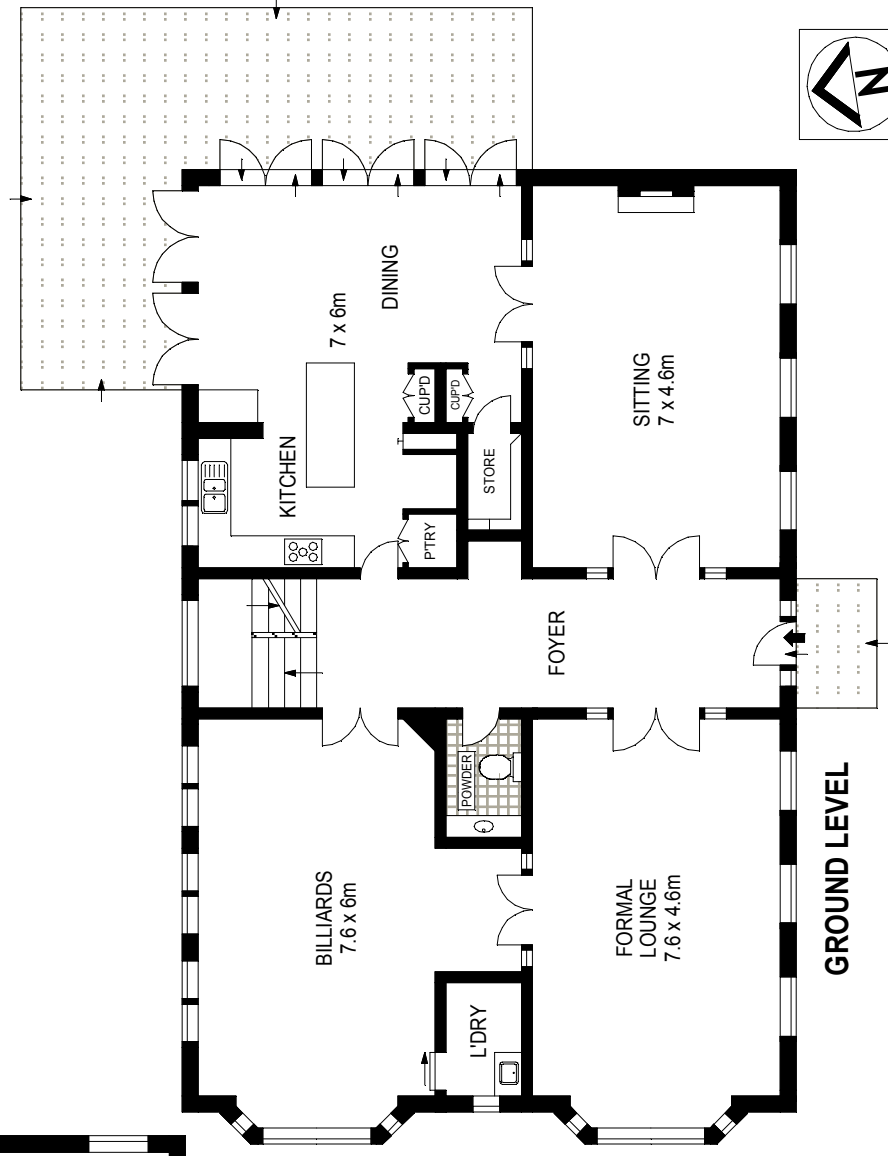 N
DINING
7 x 6m
KITCHEN
CUP'D
CUP'D
STORE
P'TRY
SITTING
7 x 4.6m
FOYER
POWDER
BILLIARDS
7.6 x 6m
FORMAL
LOUNGE
7.6 x 4.6m
L'DRY
GROUND LEVEL